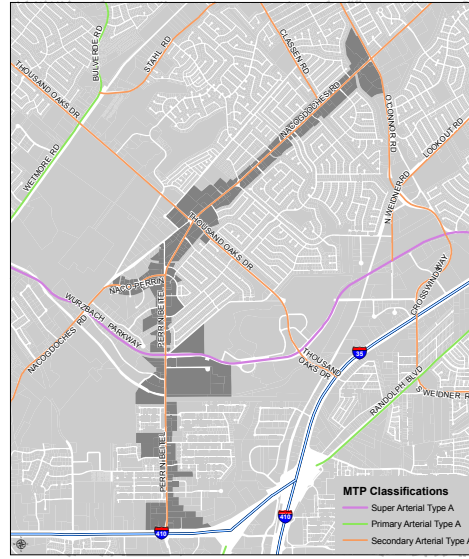 BULVERDE RD
STAHL RD
CLASSEN RD
THOUSAND OAKS DR
NACOGDOCHES RD
O'CONNOR RD
LOOKOUT RD
WETMORE RD
N WEIDNER RD
THOUSAND OAKS DR
NACO-PERRIN
CROSSWINDWAY
WURZBACH PARKWAY
PERRIN BEITEL
NACOGDOCHES RD
THOUSAND OAKS DR
35
RANDOLPH BLVD
S WEIDNER R
PERRIN BEITEL
410
410
MTP Classifications
Super Arterial Type A
Primary Arterial Type A
Secondary Arterial Type